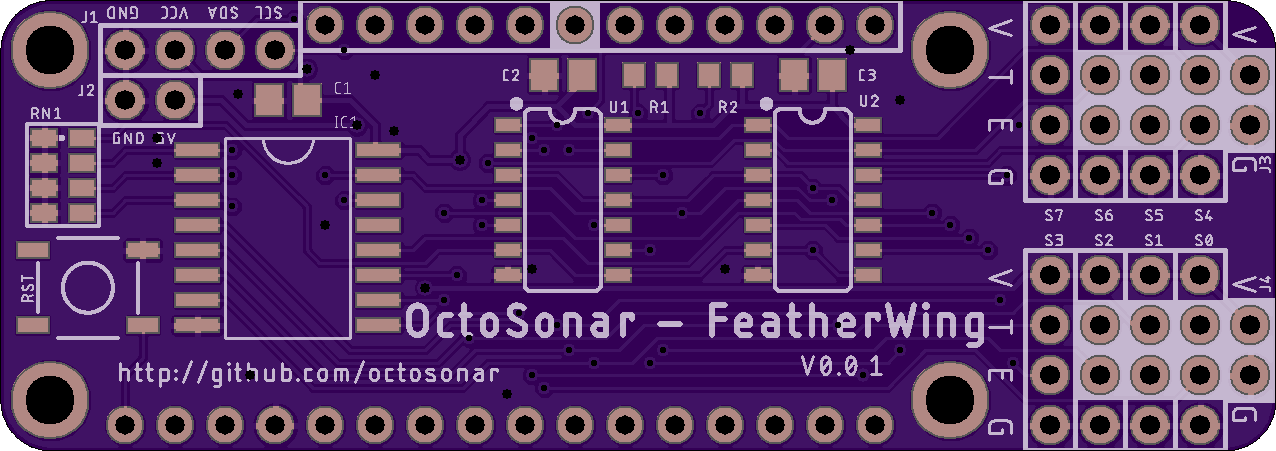 J1 GND VCC SDA SCL
J2
GND 5V
C1
IC1
RN1
RST
C2
U1
R1
R2
C3
U2
V
T
E
G
V
J3
G
S7 S6 S5 S4
S3 S2 S1 S0
V
T
E
G
V
J4
G
OctoSonar - FeatherWing
V0.0.1
http://github.com/octosonar